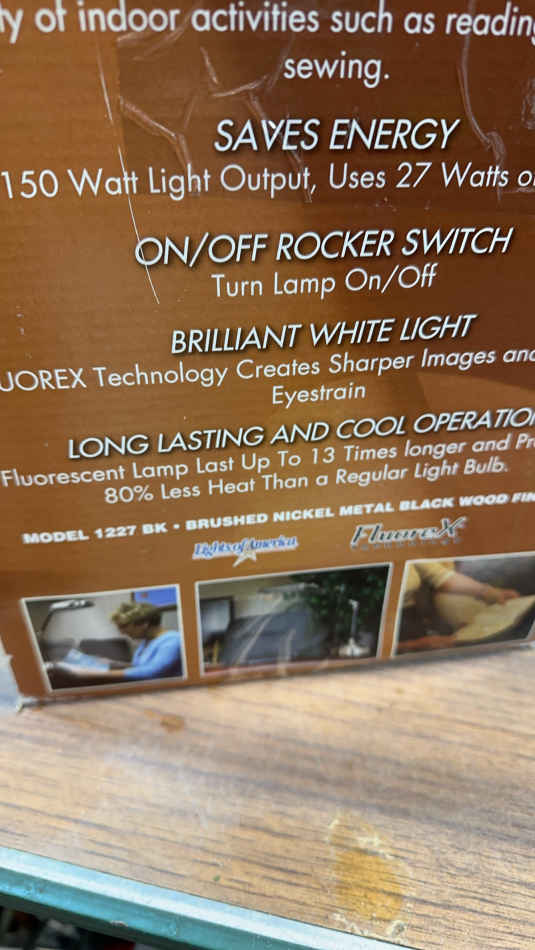 ty of indoor activities such as reading
sewing.
SAVES ENERGY
150 Watt Light Output, Uses 27 Watts o
ON/OFF ROCKER SWITCH
Turn Lamp On/Off
BRILLIANT WHITE LIGHT
UOREX Technology Creates Sharper Images and
Eyestrain
LONG LASTING AND COOL OPERATIO
Fluorescent Lamp Last Up To 13 Times longer and Pr
80% Less Heat Than a Regular Light Bulb.
MODEL 1227 BK • BRUSHED NICKEL METAL BLACK WOOD FIN
Lights of America
FluoreX